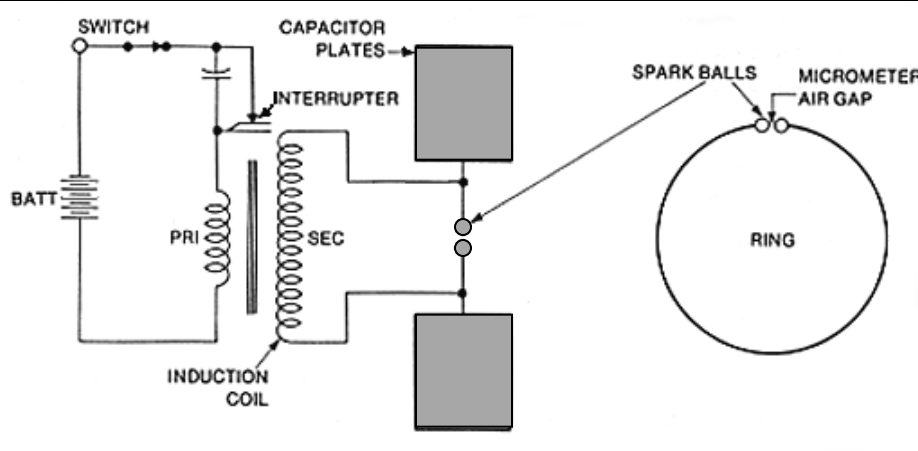 SWITCH
CAPACITOR
PLATES
INTERRUPTER
BATT
PRI
SEC
INDUCTION
COIL
SPARK BALLS
MICROMETER
AIR GAP
RING